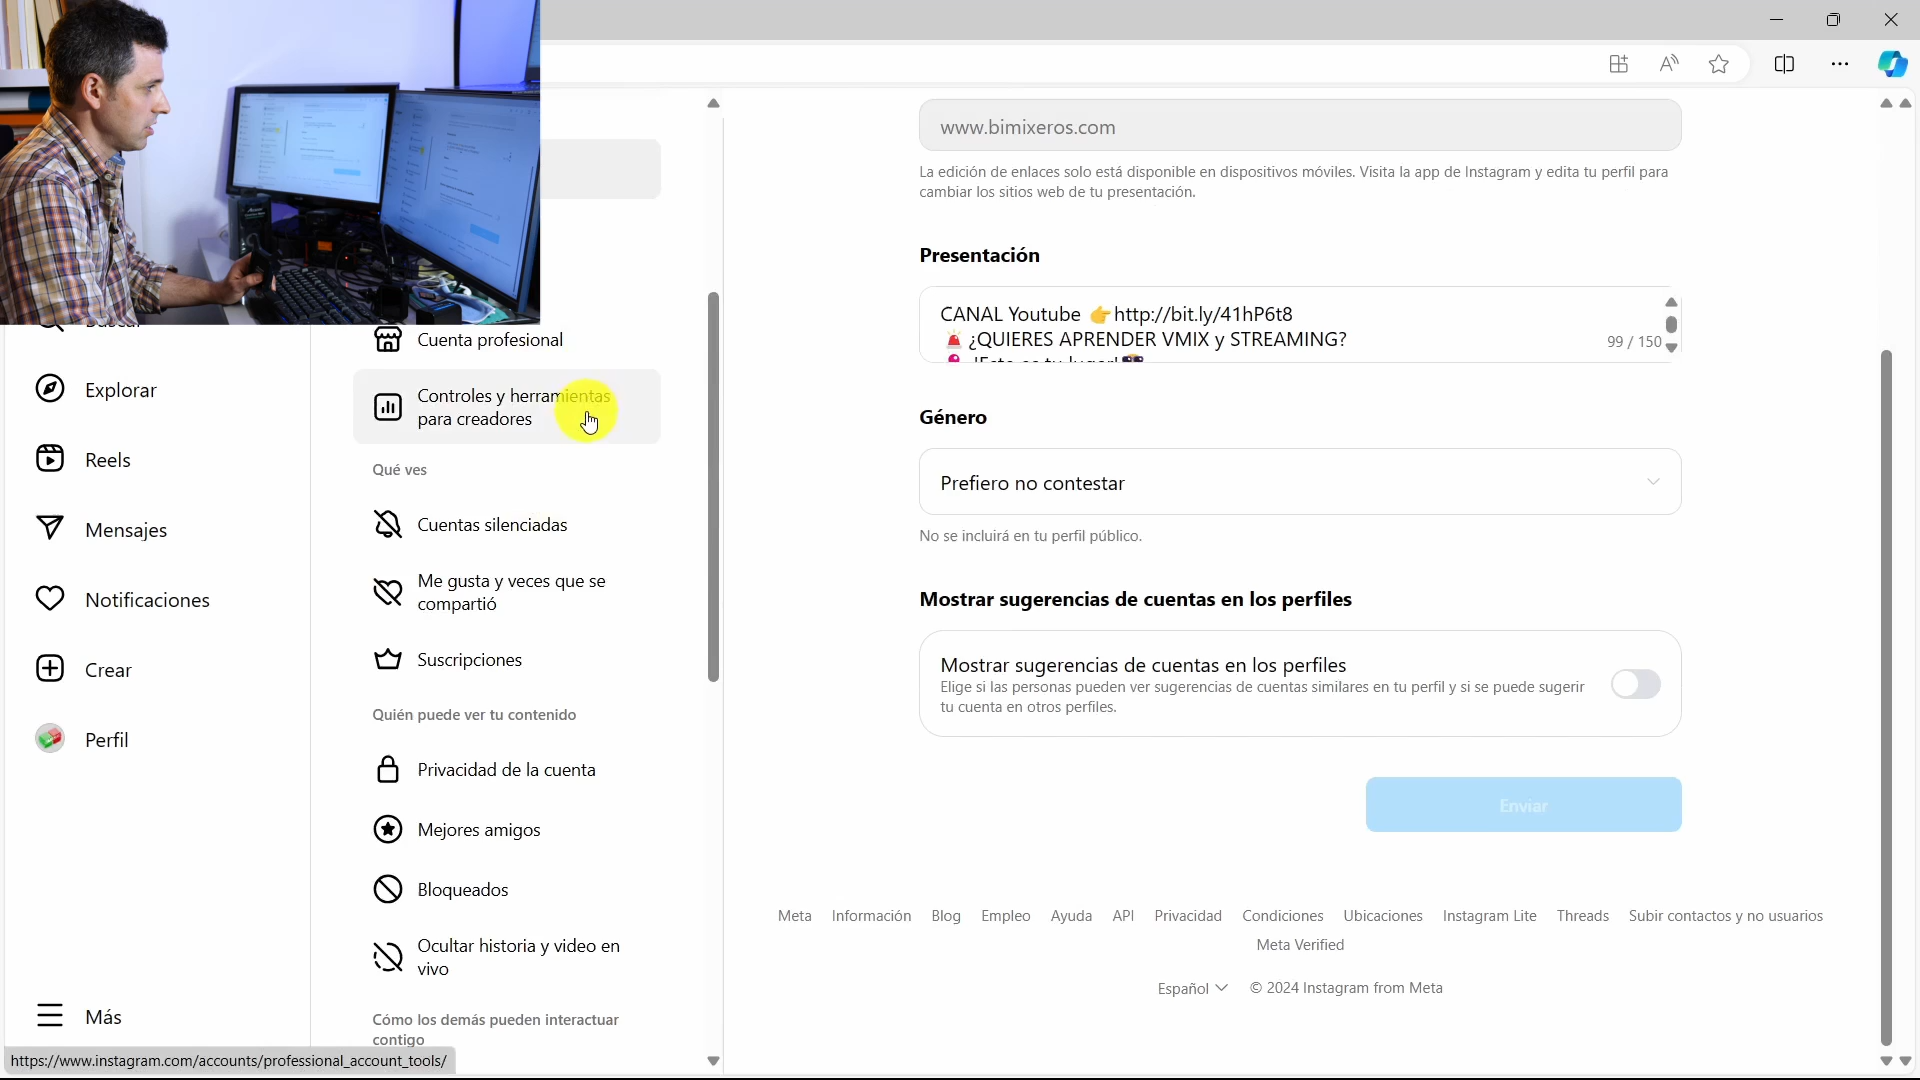 www.bimixeros.com
La edición de enlaces solo está disponible en dispositivos móviles. Visita la app de Instagram y edita tu perfil para
cambiar los sitios web de tu presentación.
Presentación
CANAL Youtube 👉 http://bit.ly/41hP6t8
🚨 ¿QUIERES APRENDER VMIX y STREAMING?
99 / 150
Género
Prefiero no contestar
No se incluirá en tu perfil público.
Mostrar sugerencias de cuentas en los perfiles
Mostrar sugerencias de cuentas en los perfiles
Elige si las personas pueden ver sugerencias de cuentas similares en tu perfil y si se puede sugerir
tu cuenta en otros perfiles.
Enviar
Meta Información Blog Empleo Ayuda API Privacidad Condiciones Ubicaciones Instagram Lite Threads Subir contactos y no usuarios
Meta Verified
Español © 2024 Instagram from Meta
Cuenta profesional
Controles y herramientas
para creadores
Qué ves
Cuentas silenciadas
Me gusta y veces que se
compartió
Suscripciones
Quién puede ver tu contenido
Privacidad de la cuenta
Mejores amigos
Bloqueados
Ocultar historia y video en
vivo
Cómo los demás pueden interactuar
contigo
Explorar
Reels
Mensajes
Notificaciones
Crear
Perfil
Más
https://www.instagram.com/accounts/professional_account_tools/